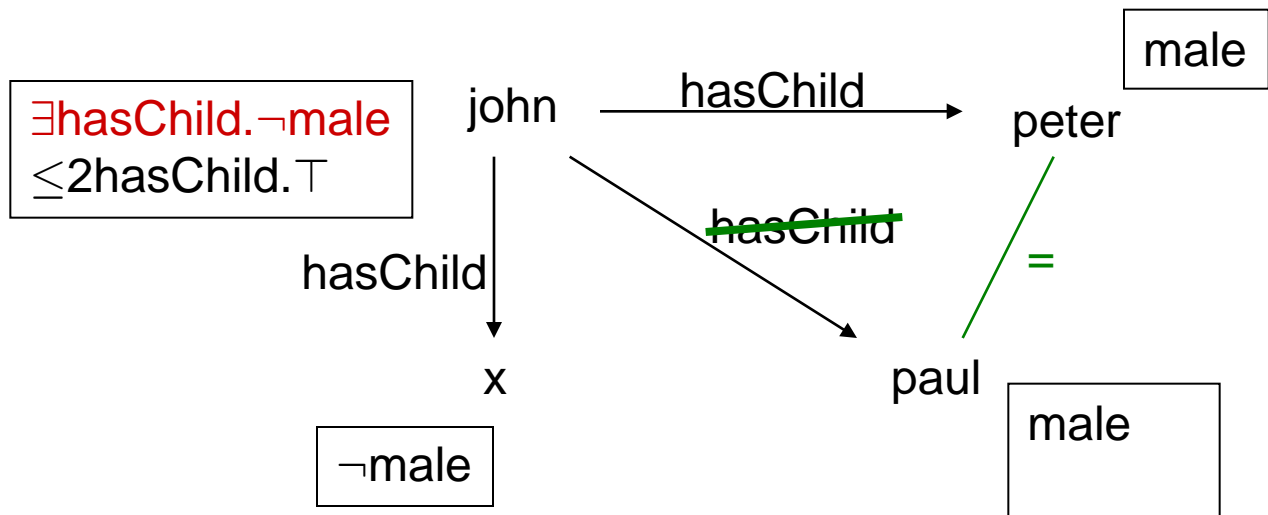 male
∃hasChild.¬male
≤2hasChild.⊤
john
hasChild
peter
hasChild
=
hasChild
x
paul
¬male
male